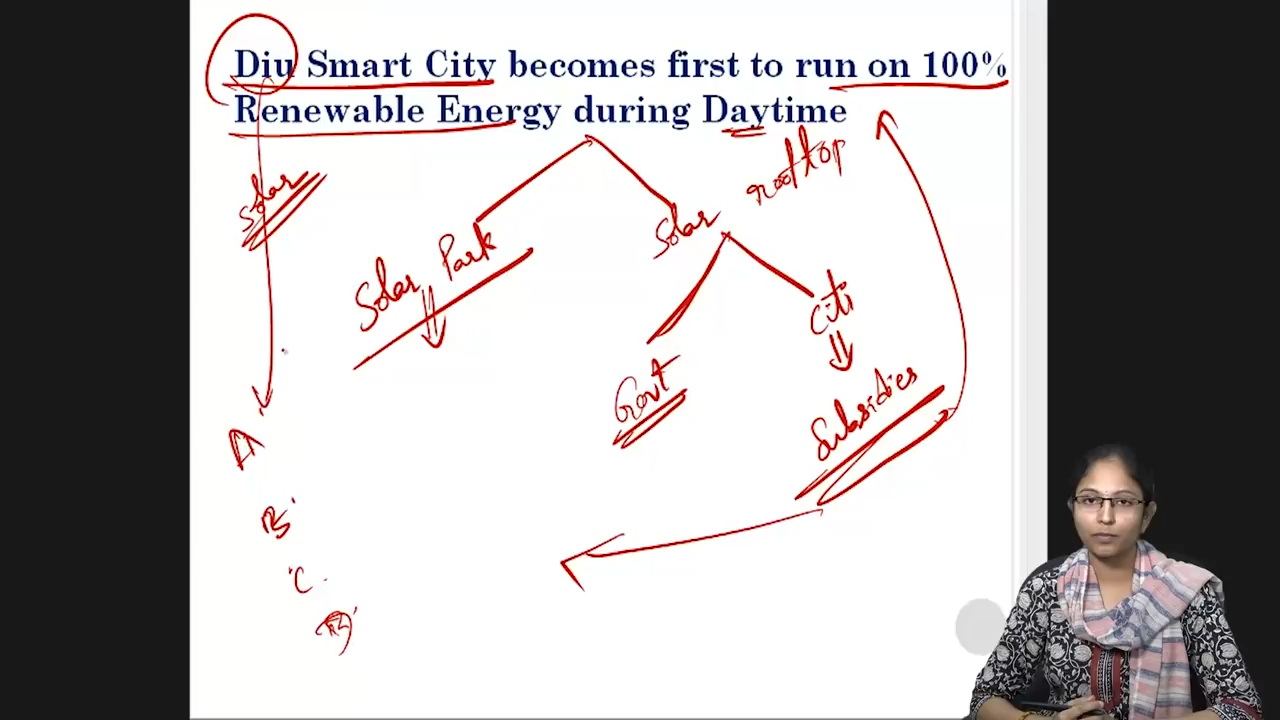 Diu Smart City becomes first to run on 100%
Renewable Energy during Daytime
Solar
rooftop
Solar
Solar Park
Citi
Govt
Subsidies
A
B
'C